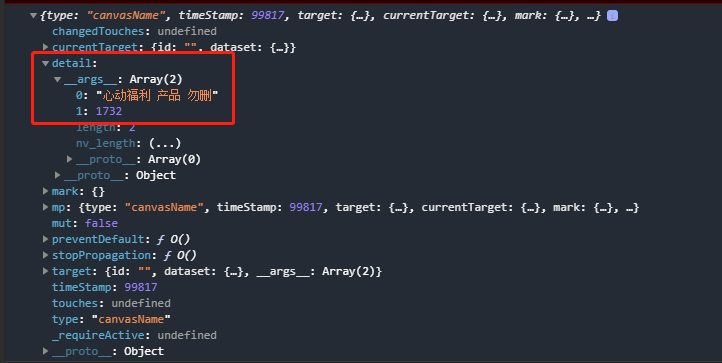 {type: "canvasName", timeStamp: 99817, target: {…}, currentTarget: {…}, mark: {…}, …} i
changedTouches: undefined
currentTarget: {id: "", dataset: {…}}
detail:
__args__: Array(2)
0: "心动福利 产品 勿删"
1: 1732
length: 2
nv_length: (...)
__proto__: Array(0)
__proto__: Object
mark: {}
mp: {type: "canvasName", timeStamp: 99817, target: {…}, currentTarget: {…}, mark: {…}, …}
mut: false
preventDefault: ƒ O()
stopPropagation: ƒ O()
target: {id: "", dataset: {…}, __args__: Array(2)}
timeStamp: 99817
touches: undefined
type: "canvasName"
_requireActive: undefined
__proto__: Object